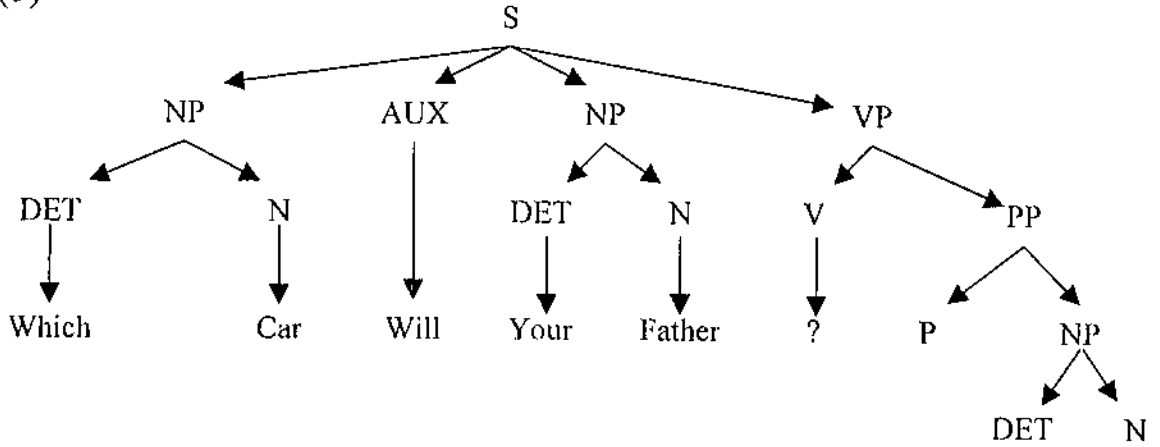 S
NP AUX NP VP
DET N DET N V PP
Which Car Will Your Father ? P NP
DET N